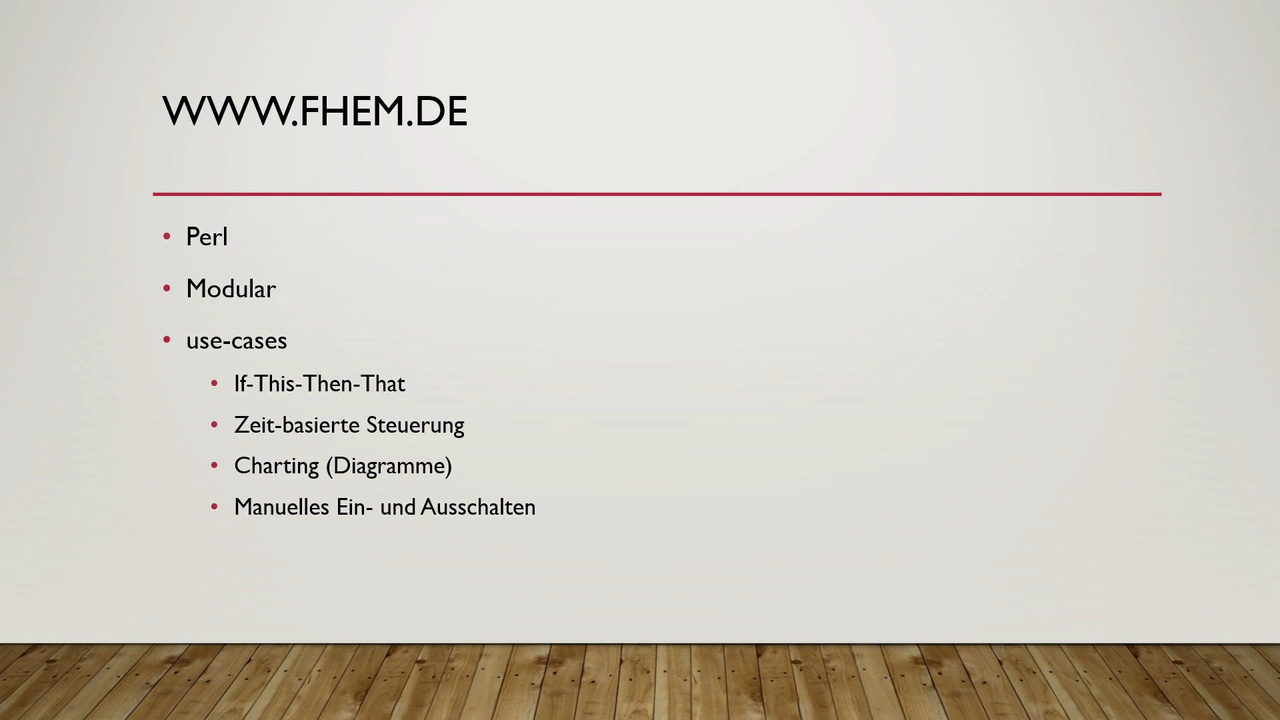 WWW.FHEM.DE
• Perl
• Modular
• use-cases
• If-This-Then-That
• Zeit-basierte Steuerung
• Charting (Diagramme)
• Manuelles Ein- und Ausschalten